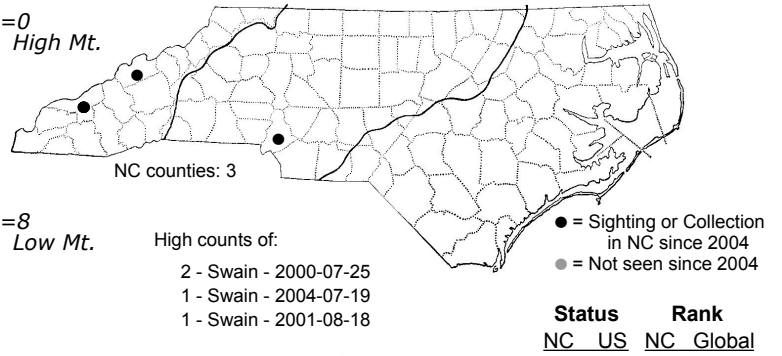 =0
High Mt.
NC counties: 3
=8
Low Mt.
High counts of:
2 - Swain - 2000-07-25
1 - Swain - 2004-07-19
1 - Swain - 2001-08-18
= Sighting or Collection
in NC since 2004
= Not seen since 2004
Status Rank
NC US NC Global